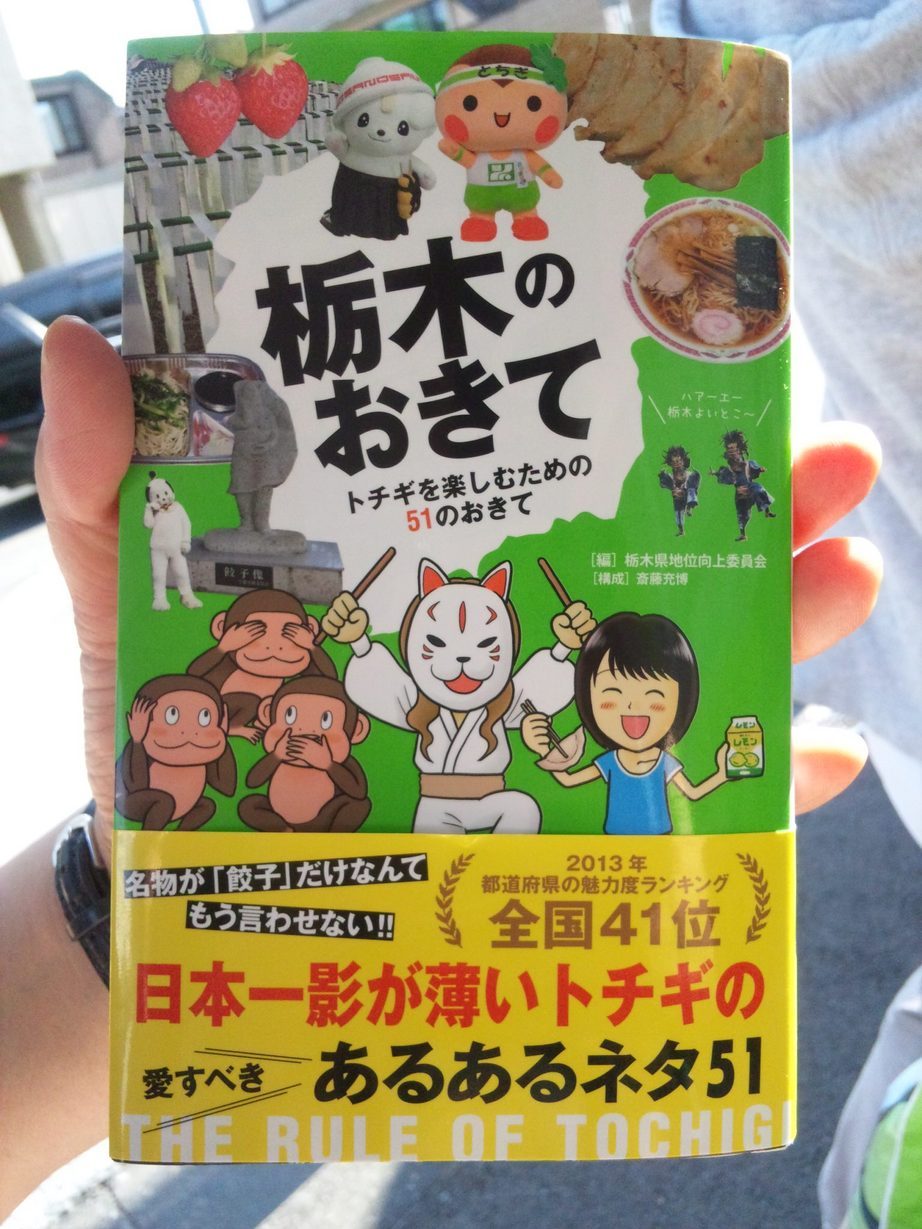 とちぎ
栃木の
おきて
トチギを楽しむための
51のおきて
ハアーエー
栃木よいとこ〜
[編] 栃木県地位向上委員会
[構成] 斎藤充博
餃子像
レモン
名物が「餃子」だけなんて
もう言わせない!!
2013年
都道府県の魅力度ランキング
全国41位
日本一影が薄いトチギの
愛すべき あるあるネタ51
THE RULE OF TOCHIGI